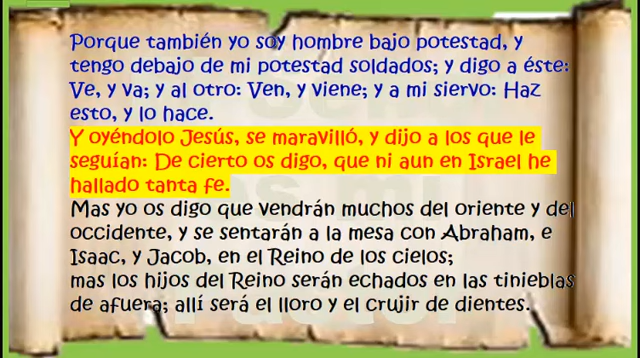 Porque también yo soy hombre bajo potestad, y
tengo debajo de mi potestad soldados; y digo a éste:
Ve, y va; y al otro: Ven, y viene; y a mi siervo: Haz
esto, y lo hace.
Y oyéndolo Jesús, se maravilló, y dijo a los que le
seguían: De cierto os digo, que ni aun en Israel he
hallado tanta fe.
Mas yo os digo que vendrán muchos del oriente y del
occidente, y se sentarán a la mesa con Abraham, e
Isaac, y Jacob, en el Reino de los cielos;
mas los hijos del Reino serán echados en las tinieblas
de afuera; allí será el lloro y el crujir de dientes.